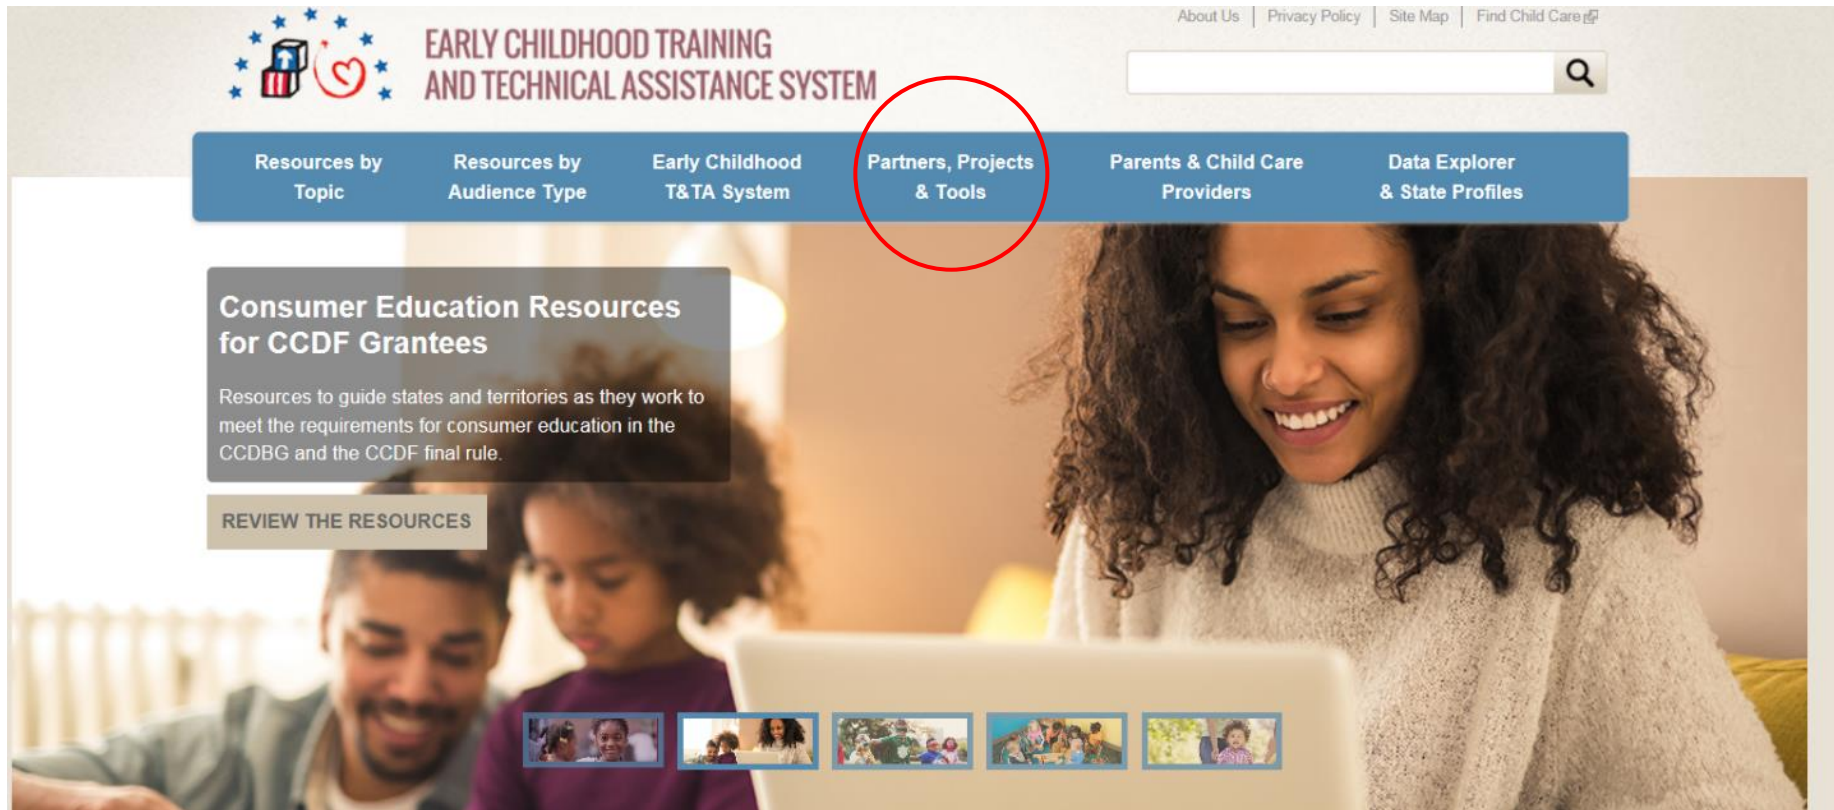 About Us | Privacy Policy | Site Map | Find Child Care
EARLY CHILDHOOD TRAINING
AND TECHNICAL ASSISTANCE SYSTEM
Resources by
Topic
Resources by
Audience Type
Early Childhood
T&TA System
Partners, Projects
& Tools
Parents & Child Care
Providers
Data Explorer
& State Profiles
Consumer Education Resources
for CCDF Grantees
Resources to guide states and territories as they work to
meet the requirements for consumer education in the
CCDBG and the CCDF final rule.
REVIEW THE RESOURCES